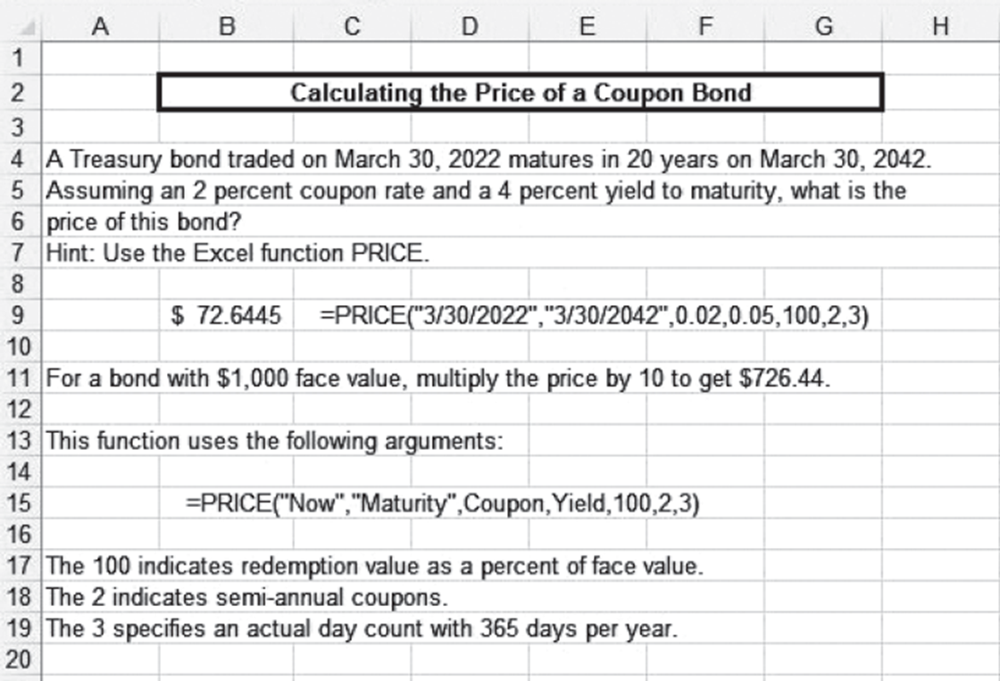 A B C D E F G H
1
2 Calculating the Price of a Coupon Bond
3
4 A Treasury bond traded on March 30, 2022 matures in 20 years on March 30, 2042.
5 Assuming an 2 percent coupon rate and a 4 percent yield to maturity, what is the
6 price of this bond?
7 Hint: Use the Excel function PRICE.
8
9 $ 72.6445 =PRICE("3/30/2022","3/30/2042",0.02,0.05,100,2,3)
10
11 For a bond with $1,000 face value, multiply the price by 10 to get $726.44.
12
13 This function uses the following arguments:
14
15 =PRICE("Now","Maturity",Coupon,Yield,100,2,3)
16
17 The 100 indicates redemption value as a percent of face value.
18 The 2 indicates semi-annual coupons.
19 The 3 specifies an actual day count with 365 days per year.
20